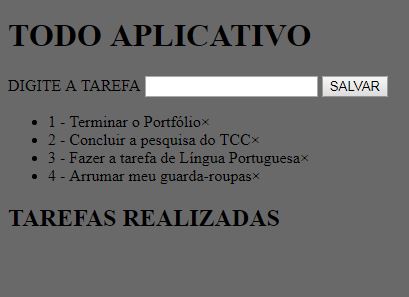 TODO APLICATIVO
DIGITE A TAREFA SALVAR
1 - Terminar o Portfólio×
2 - Concluir a pesquisa do TCC×
3 - Fazer a tarefa de Língua Portuguesa×
4 - Arrumar meu guarda-roupas×
TAREFAS REALIZADAS